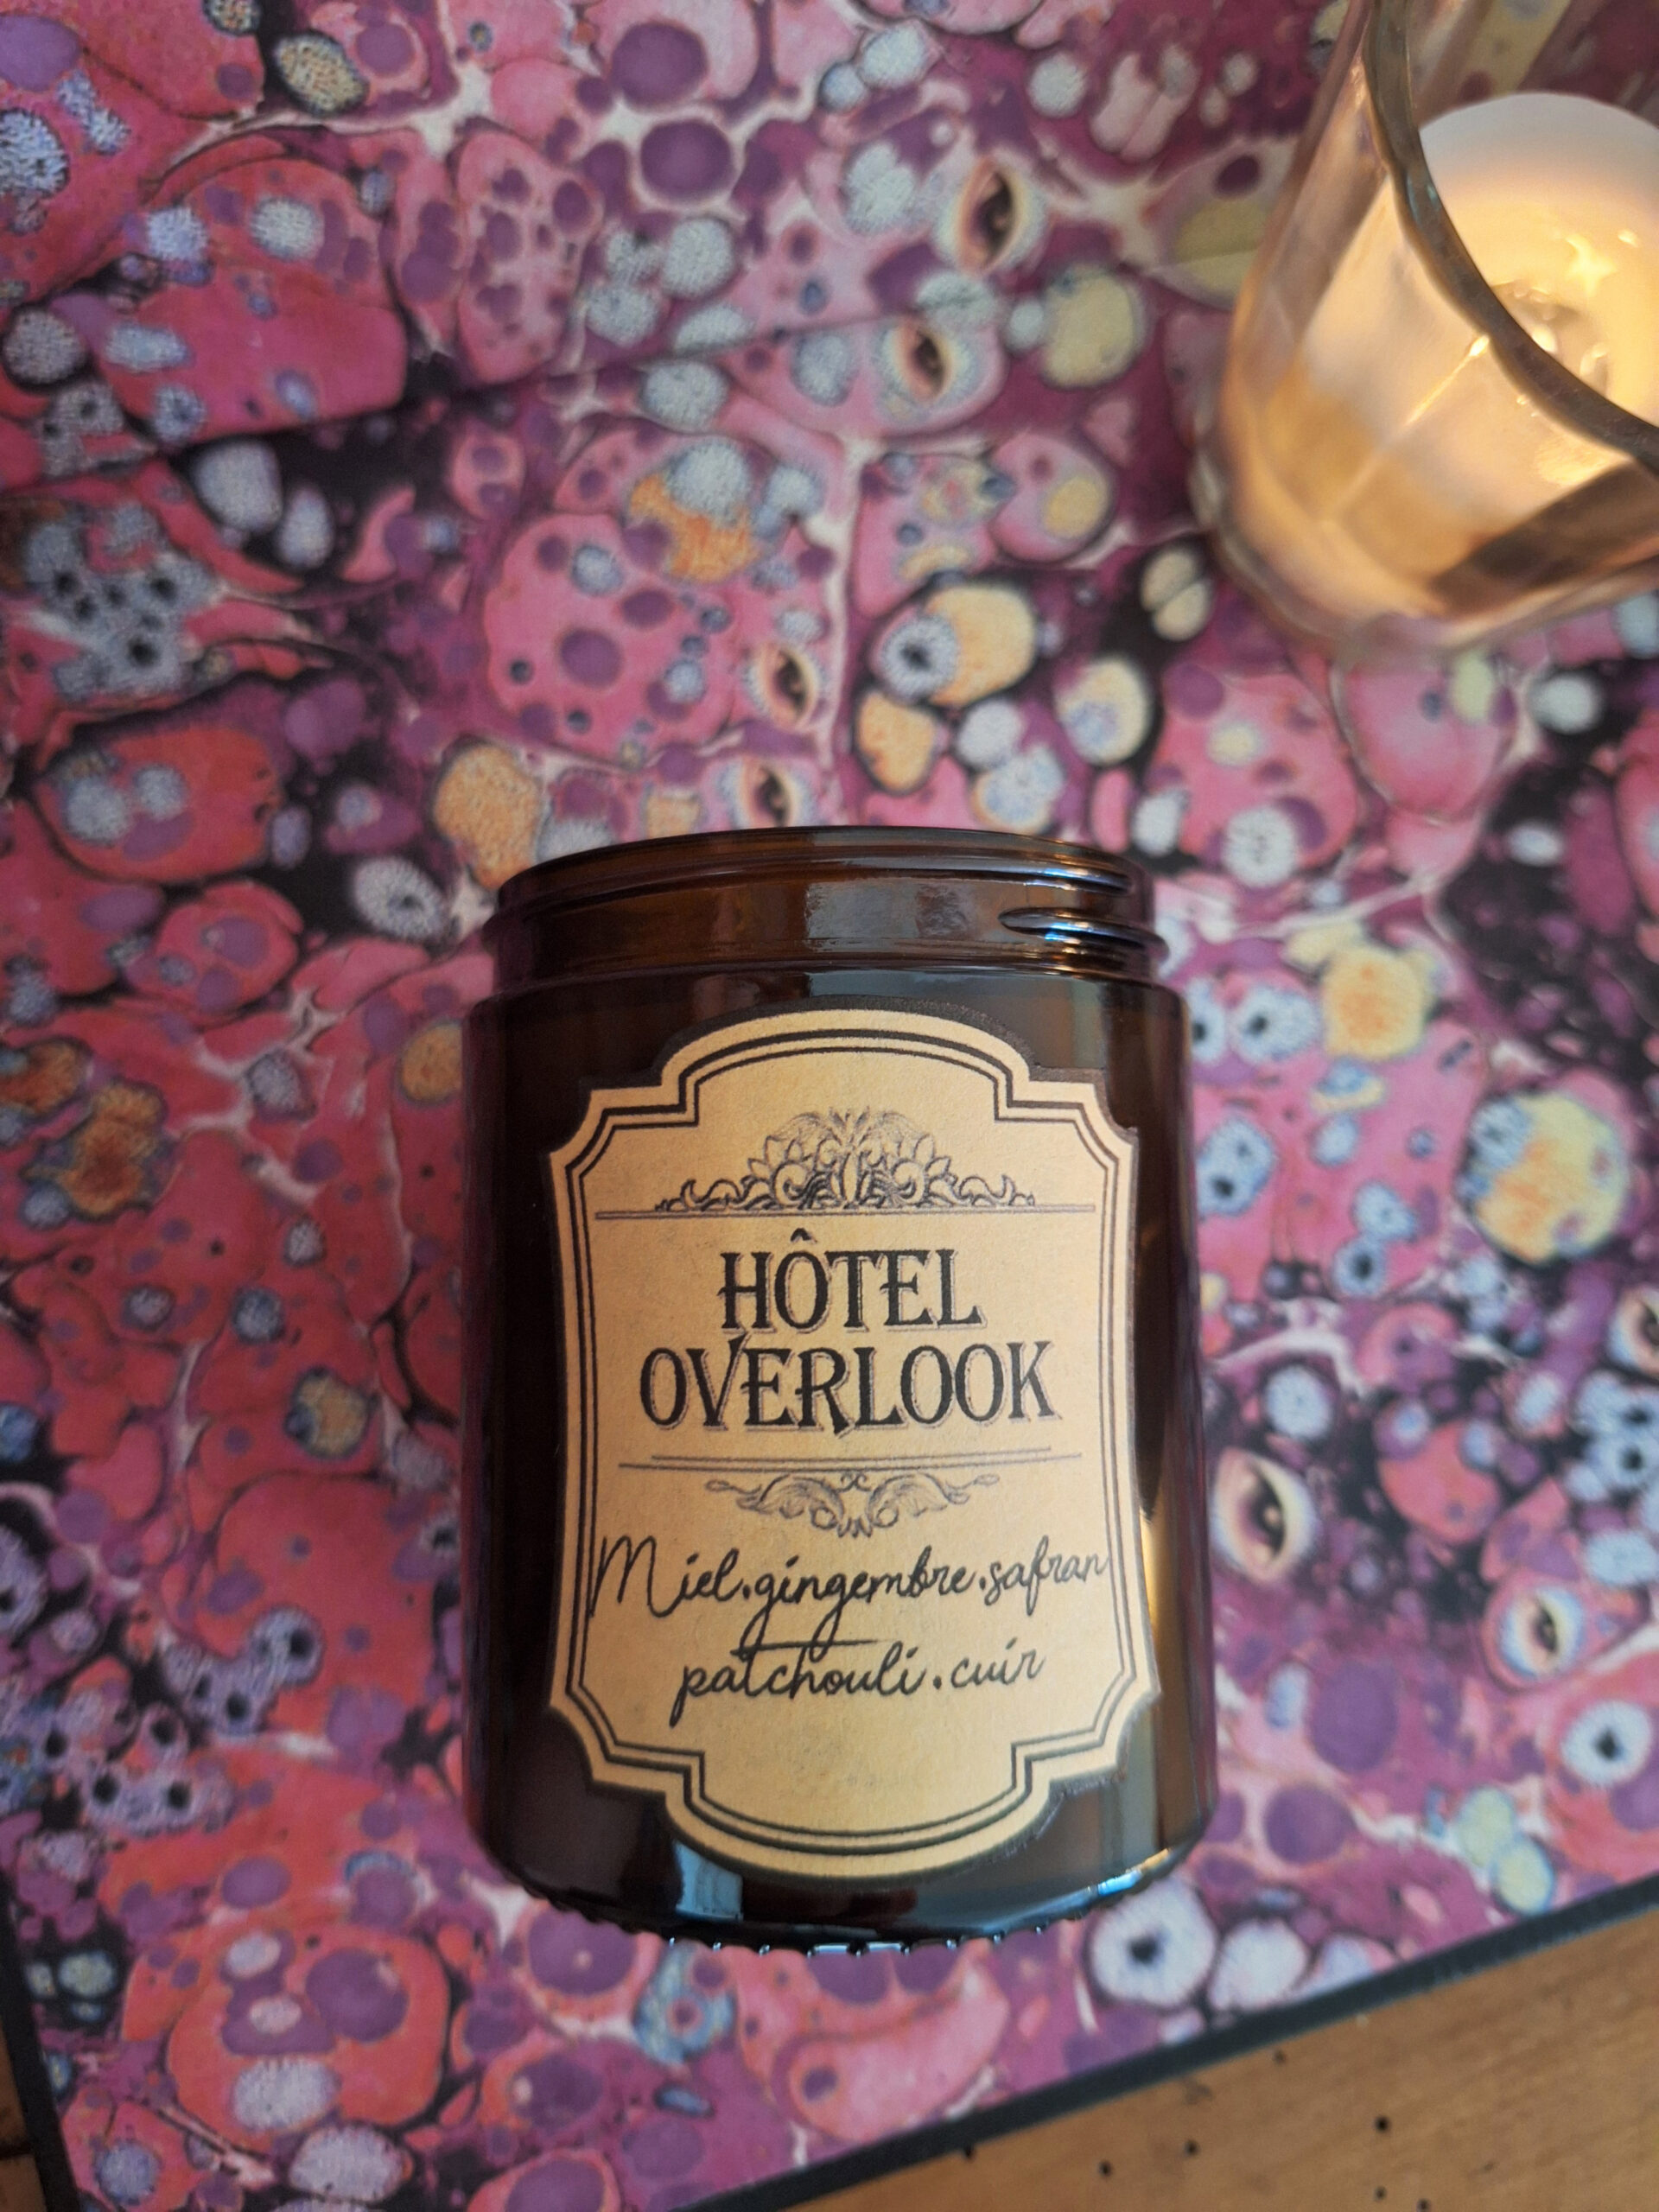 HÔTEL
OVERLOOK
Miel.gingembre.safran
patchouli.cuir